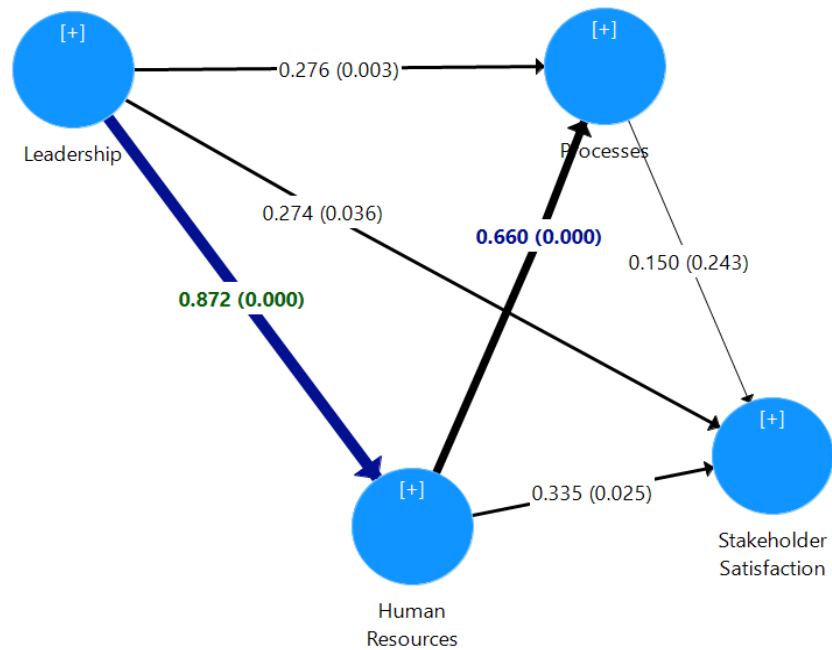 [+]
[+]
0.276 (0.003)
Leadership
Processes
0.274 (0.036)
0.660 (0.000)
0.150 (0.243)
0.872 (0.000)
[+]
[+]
0.335 (0.025)
Stakeholder
Satisfaction
Human
Resources